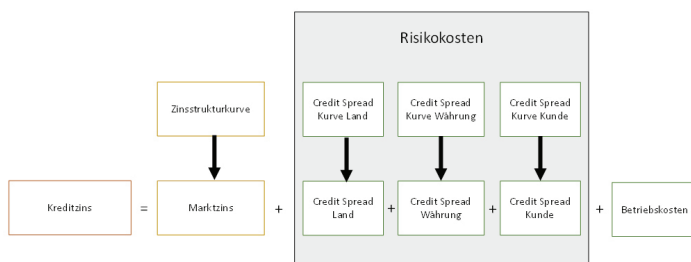 Risikokosten
Zinsstrukturkurve
Credit Spread
Kurve Land
Credit Spread
Kurve Währung
Credit Spread
Kurve Kunde
Kreditzins
=
Marktzins
+
Credit Spread
Land
+
Credit Spread
Währung
+
Credit Spread
Kunde
+
Betriebskosten